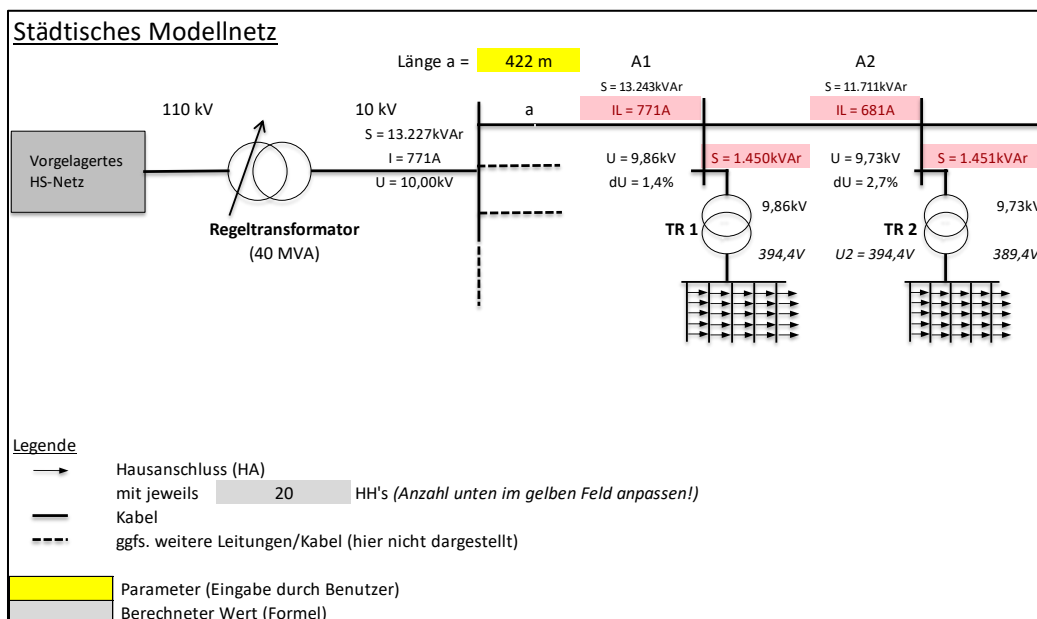 Städtisches Modellnetz
Länge a = 422 m
A1
A2
S = 13.243kVAr
S = 11.711kVAr
110 kV
10 kV
a
IL = 771A
IL = 681A
S = 13.227kVAr
I = 771A
U = 10,00kV
Vorgelagertes
HS-Netz
U = 9,86kV
S = 1.450kVAr
U = 9,73kV
S = 1.451kVAr
dU = 1,4%
dU = 2,7%
9,86kV
9,73kV
Regeltransformator
(40 MVA)
TR 1
TR 2
394,4V
U2 = 394,4V
389,4V
Legende
Hausanschluss (HA)
mit jeweils 20 HH's (Anzahl unten im gelben Feld anpassen!)
Kabel
ggfs. weitere Leitungen/Kabel (hier nicht dargestellt)
Parameter (Eingabe durch Benutzer)
Berechneter Wert (Formel)